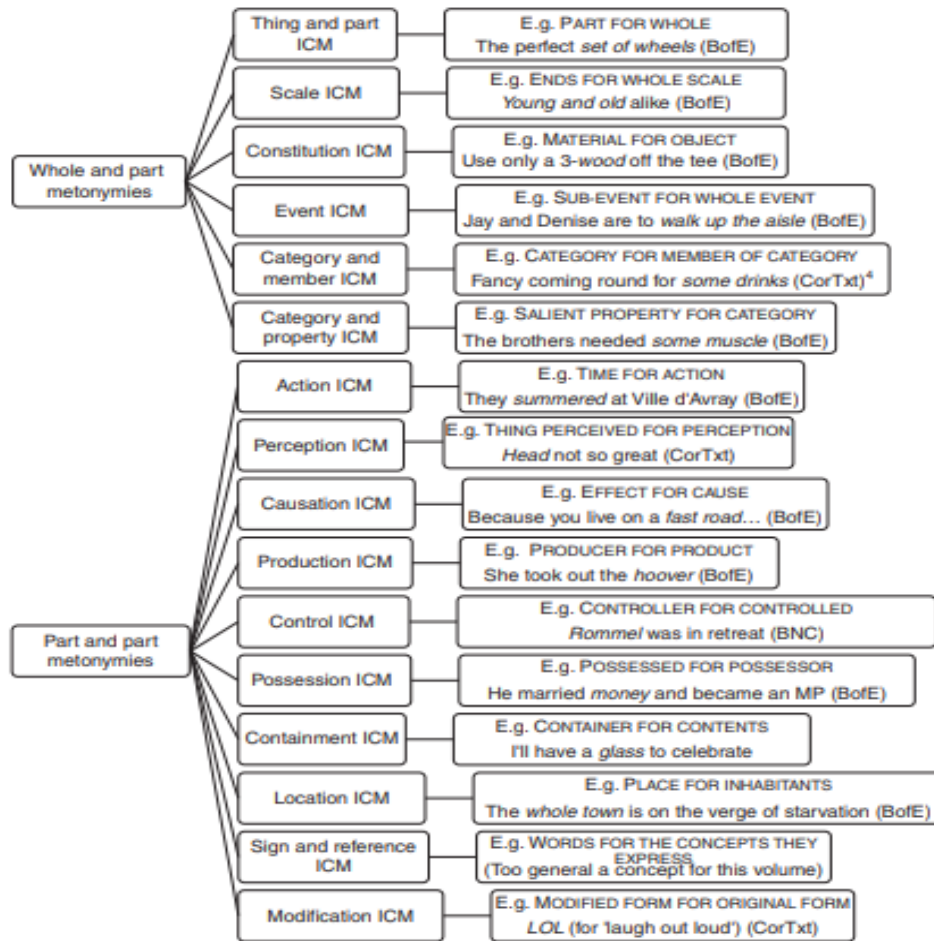 Whole and part
metonymies
Thing and part
ICM
E.g. PART FOR WHOLE
The perfect set of wheels (BofE)
Scale ICM
E.g. ENDS FOR WHOLE SCALE
Young and old alike (BofE)
Constitution ICM
E.g. MATERIAL FOR OBJECT
Use only a 3-wood off the tee (BofE)
Event ICM
E.g. SUB-EVENT FOR WHOLE EVENT
Jay and Denise are to walk up the aisle (BofE)
Category and
member ICM
E.g. CATEGORY FOR MEMBER OF CATEGORY
Fancy coming round for some drinks (CorTxt)⁴
Category and
property ICM
E.g. SALIENT PROPERTY FOR CATEGORY
The brothers needed some muscle (BofE)
Part and part
metonymies
Action ICM
E.g. TIME FOR ACTION
They summered at Ville d'Avray (BofE)
Perception ICM
E.g. THING PERCEIVED FOR PERCEPTION
Head not so great (CorTxt)
Causation ICM
E.g. EFFECT FOR CAUSE
Because you live on a fast road... (BofE)
Production ICM
E.g. PRODUCER FOR PRODUCT
She took out the hoover (BofE)
Control ICM
E.g. CONTROLLER FOR CONTROLLED
Rommel was in retreat (BNC)
Possession ICM
E.g. POSSESSED FOR POSSESSOR
He married money and became an MP (BofE)
Containment ICM
E.g. CONTAINER FOR CONTENTS
I'll have a glass to celebrate
Location ICM
E.g. PLACE FOR INHABITANTS
The whole town is on the verge of starvation (BofE)
Sign and reference
ICM
E.g. WORDS FOR THE CONCEPTS THEY
EXPRESS
(Too general a concept for this volume)
Modification ICM
E.g. MODIFIED FORM FOR ORIGINAL FORM
LOL (for 'laugh out loud') (CorTxt)